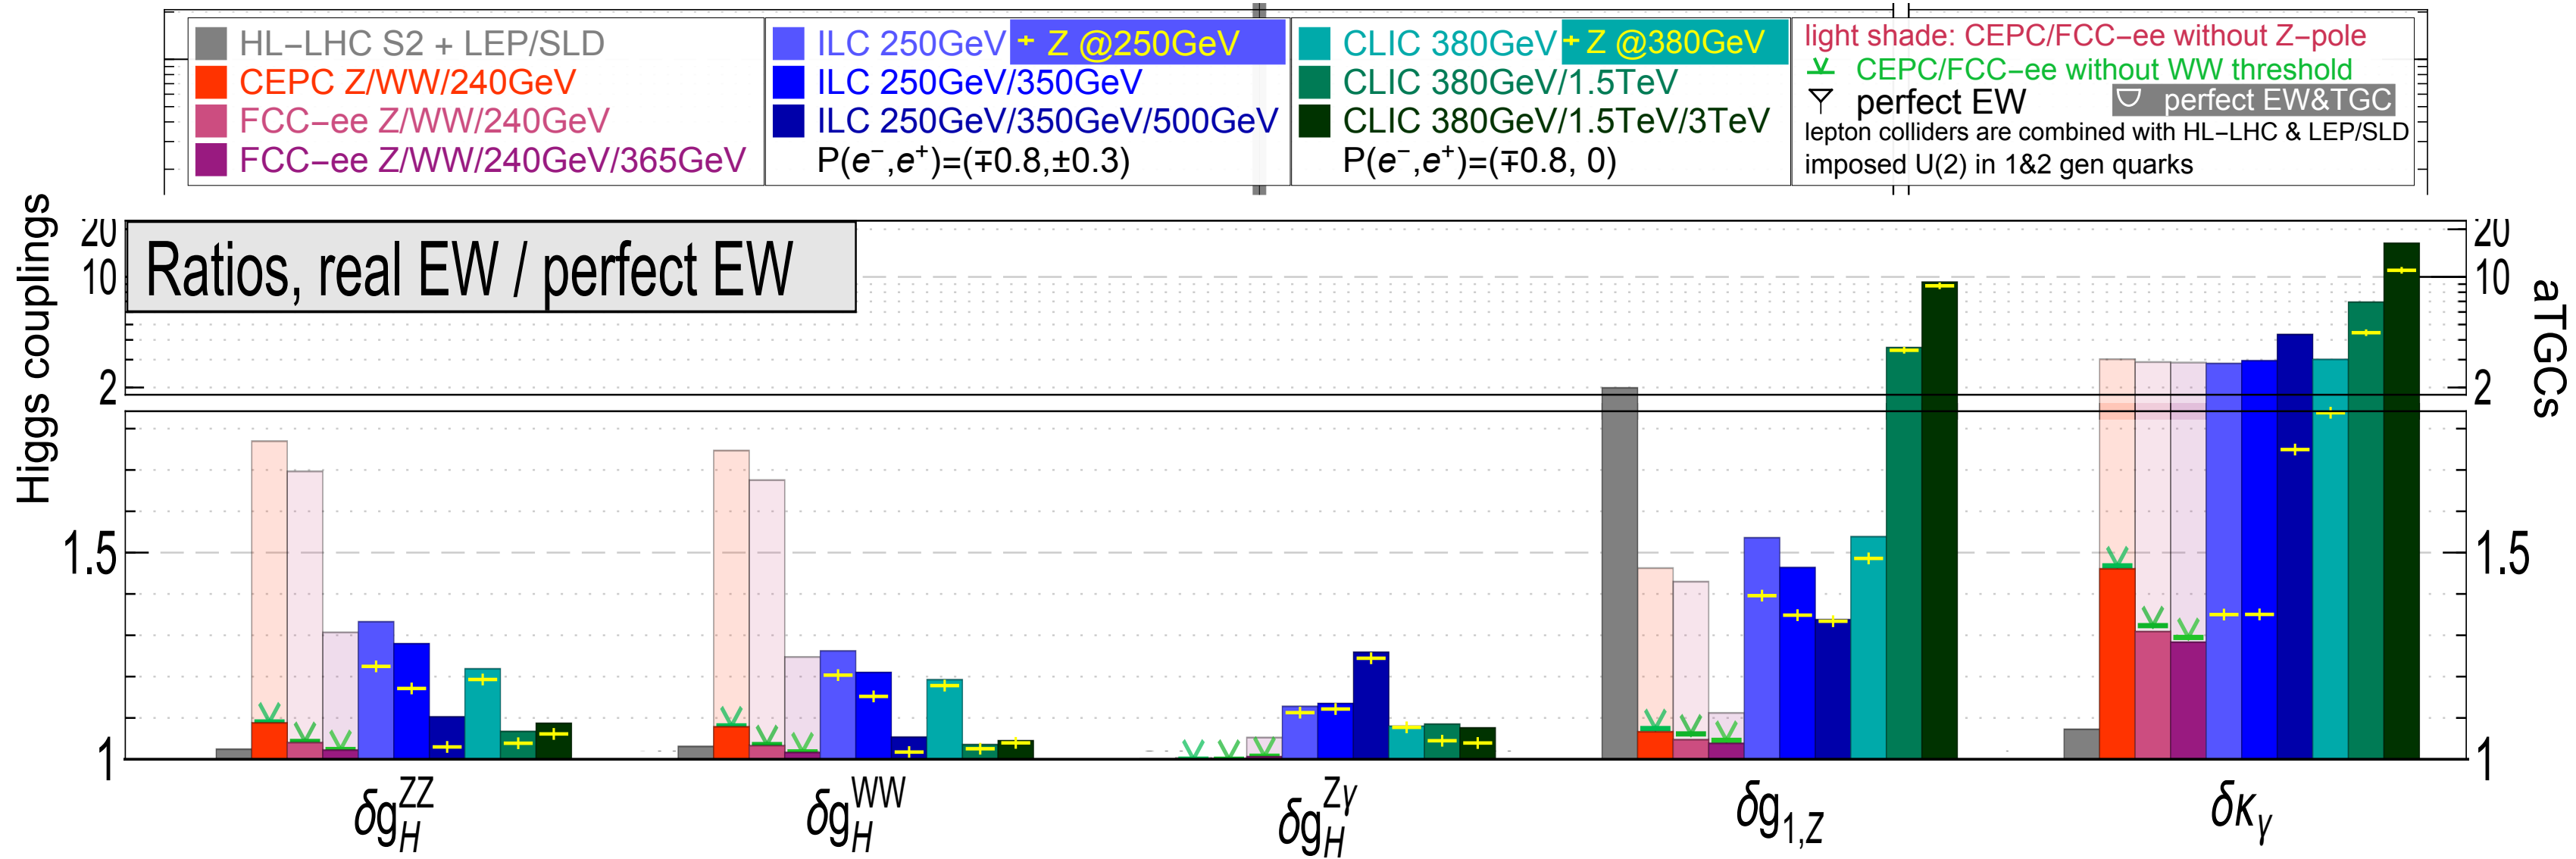 HL−LHC S2 + LEP/SLD
CEPC Z/WW/240GeV
FCC−ee Z/WW/240GeV
FCC−ee Z/WW/240GeV/365GeV
ILC 250GeV + Z @250GeV
ILC 250GeV/350GeV
ILC 250GeV/350GeV/500GeV
P(e⁻,e⁺)=(∓0.8,±0.3)
CLIC 380GeV + Z @380GeV
CLIC 380GeV/1.5TeV
CLIC 380GeV/1.5TeV/3TeV
P(e⁻,e⁺)=(∓0.8, 0)
light shade: CEPC/FCC−ee without Z−pole
CEPC/FCC−ee without WW threshold
perfect EW perfect EW&TGC
lepton colliders are combined with HL−LHC & LEP/SLD
imposed U(2) in 1&2 gen quarks
Higgs couplings
20
10
2
1.5
1
Ratios, real EW / perfect EW
20
10
2
1.5
1
aTGCs
δg_H^ZZ
δg_H^WW
δg_H^Zγ
δg_1,Z
δκ_γ